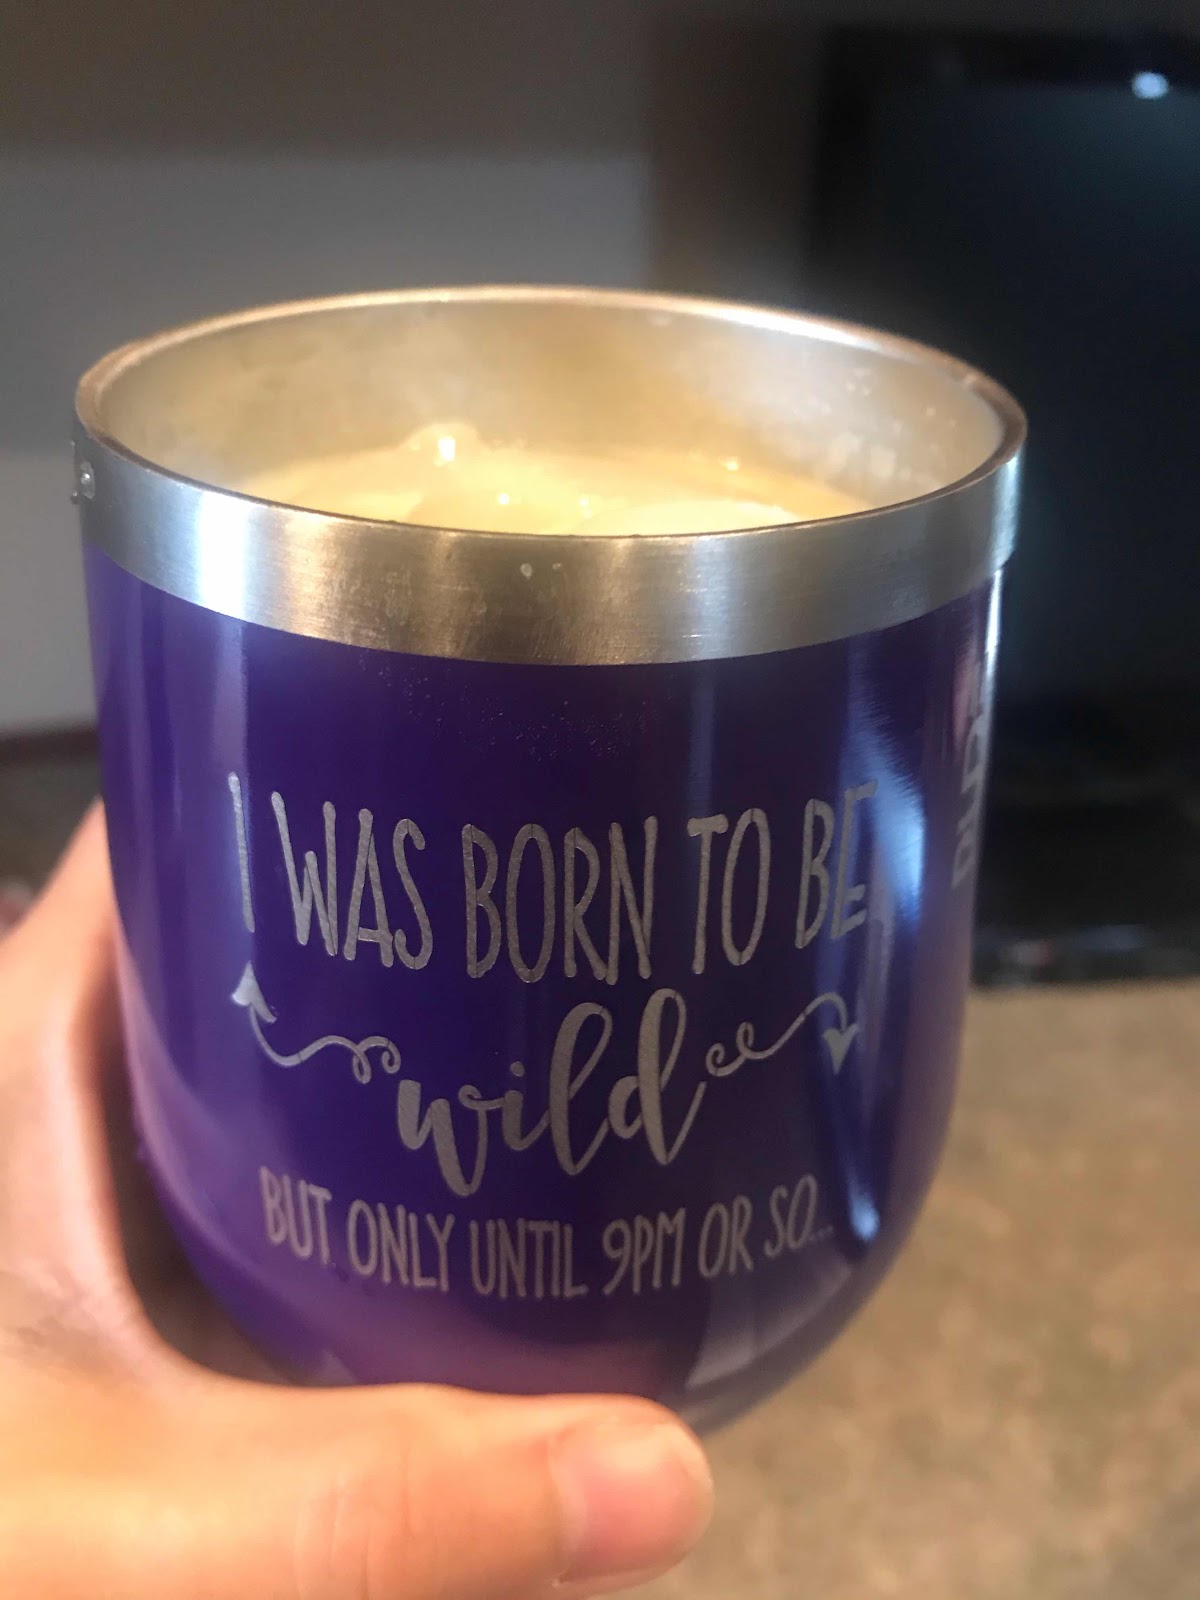 I WAS BORN TO BE
wild
BUT ONLY UNTIL 9PM OR SO...